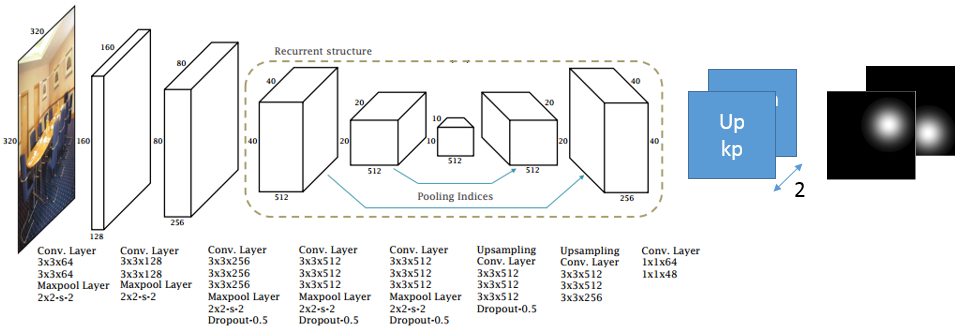 320
320
160
160
128
80
80
256
Recurrent structure
40
40
512
20
20
512
10
10
512
20
20
512
40
40
256
Pooling Indices
Up
kp
2
Conv. Layer
3x3x64
3x3x64
Maxpool Layer
2x2-s-2
Conv. Layer
3x3x128
3x3x128
Maxpool Layer
2x2-s-2
Conv. Layer
3x3x256
3x3x256
3x3x256
Maxpool Layer
2x2-s-2
Dropout-0.5
Conv. Layer
3x3x512
3x3x512
3x3x512
Maxpool Layer
2x2-s-2
Dropout-0.5
Conv. Layer
3x3x512
3x3x512
3x3x512
Maxpool Layer
2x2-s-2
Dropout-0.5
Upsampling
Conv. Layer
3x3x512
3x3x512
3x3x512
Dropout-0.5
Upsampling
Conv. Layer
3x3x512
3x3x512
3x3x256
Conv. Layer
1x1x64
1x1x48